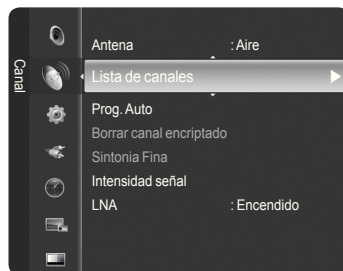 Canal
Antena : Aire
Lista de canales
Prog. Auto
Borrar canal encriptado
Sintonia Fina
Intensidad señal
LNA : Encendido